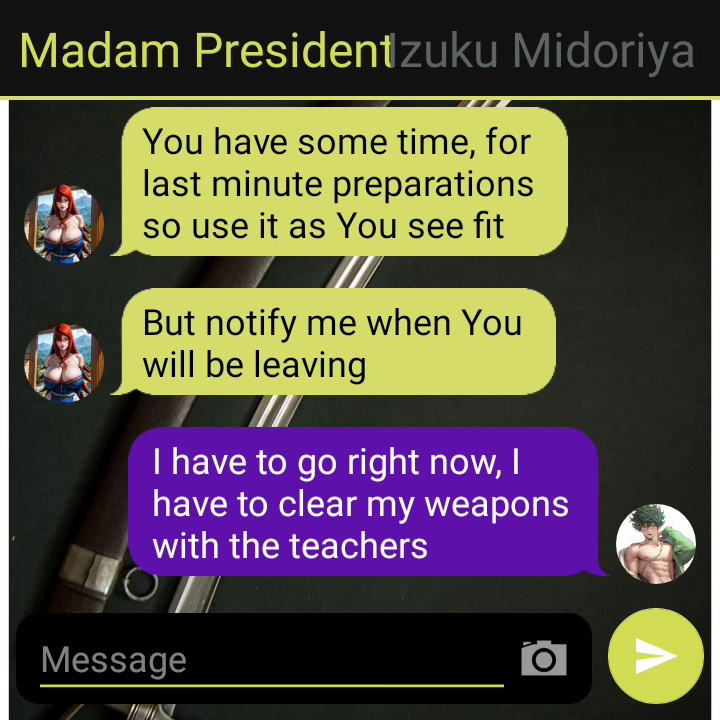 Madam President Izuku Midoriya
You have some time, for
last minute preparations
so use it as You see fit
But notify me when You
will be leaving
I have to go right now, I
have to clear my weapons
with the teachers
Message